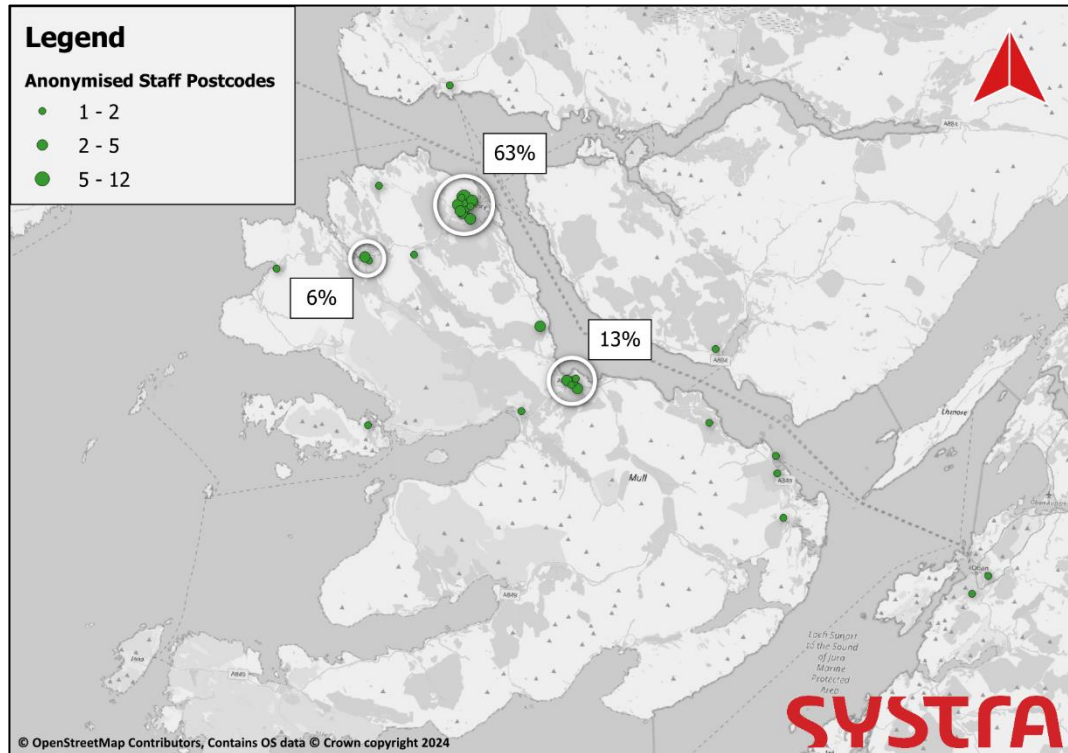 Legend
Anonymised Staff Postcodes
1 - 2
2 - 5
5 - 12
A884
63%
6%
13%
A884
Lismore
Mull
A849
Oban
A849
Iona
A849
Loch Sunart
to the Sound
of Jura
Marine
Protected
Area
SYSTRA
© OpenStreetMap Contributors, Contains OS data © Crown copyright 2024